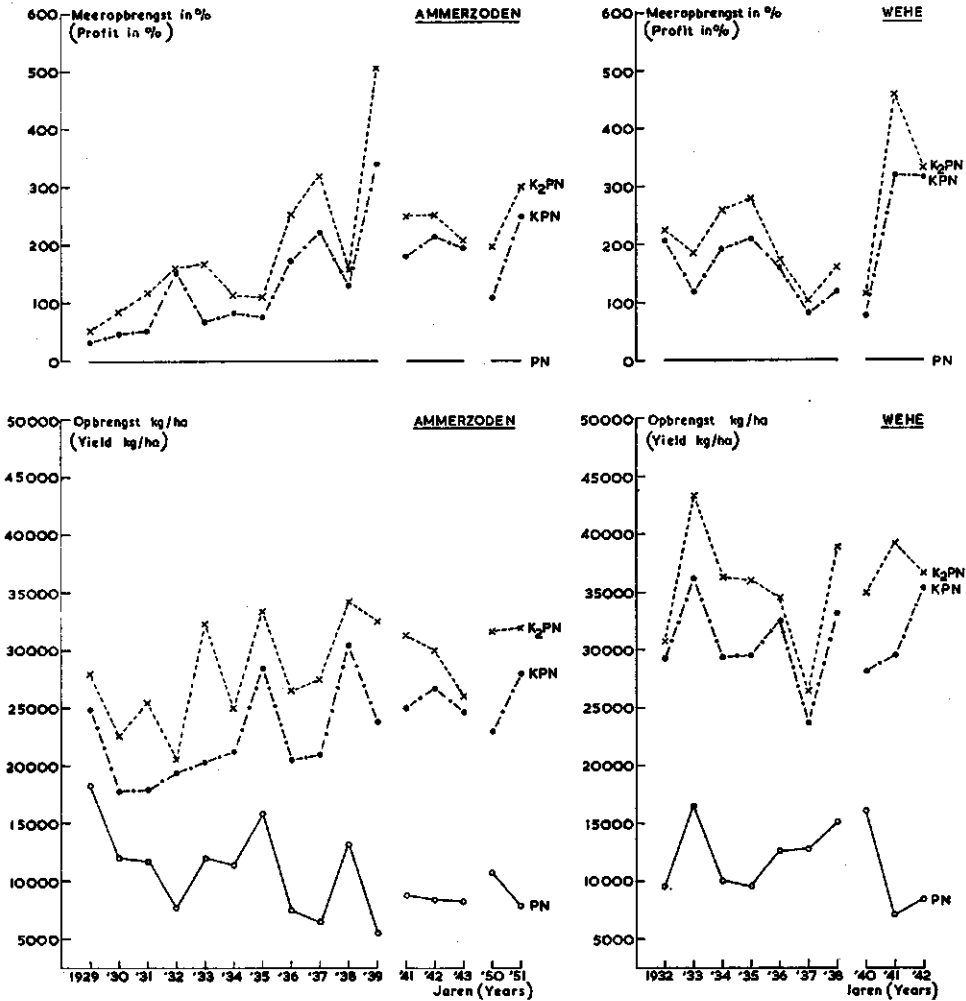 Meeropbrengst in %
(Profit in %)
AMMERZODEN
600
500
400
300
200
100
0
K₂PN
KPN
PN
Meeropbrengst in %
(Profit in %)
WEHE
600
500
400
300
200
100
0
K₂PN
KPN
PN
Opbrengst kg/ha
(Yield kg/ha)
AMMERZODEN
50000
45000
40000
35000
30000
25000
20000
15000
10000
5000
K₂PN
KPN
PN
1929 '30 '31 '32 '33 '34 '35 '36 '37 '38 '39 '41 '42 '43 '50 '51
Jaren (Years)
Opbrengst kg/ha
(Yield kg/ha)
WEHE
50000
45000
40000
35000
30000
25000
20000
15000
10000
5000
K₂PN
KPN
PN
1932 '33 '34 '35 '36 '37 '38 '40 '41 '42
Jaren (Years)